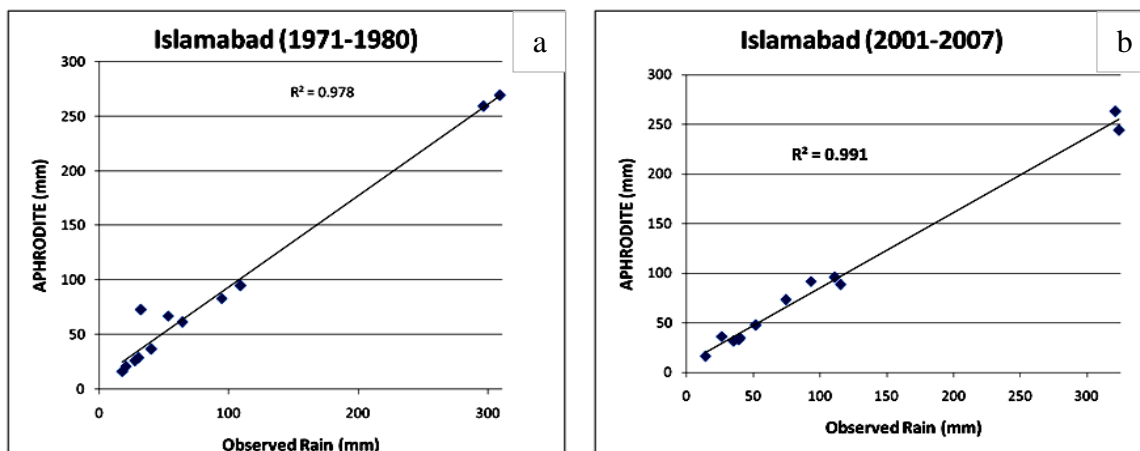 Islamabad (1971-1980)
a
300
R² = 0.978
250
200
150
100
50
0
APHRODITE (mm)
0 100 200 300
Observed Rain (mm)
Islamabad (2001-2007)
b
300
250
R² = 0.991
200
150
100
50
0
APHRODITE (mm)
0 50 100 150 200 250 300
Observed Rain (mm)